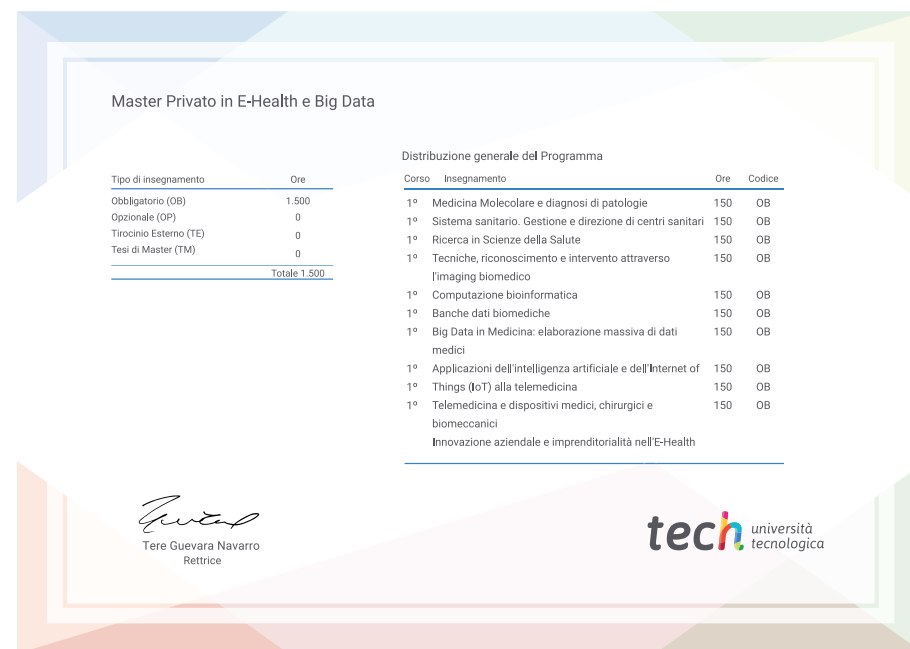 Master Privato in E-Health e Big Data
Tipo di insegnamento Ore
Obbligatorio (OB) 1.500
Opzionale (OP) 0
Tirocinio Esterno (TE) 0
Tesi di Master (TM) 0
Totale 1.500
Distribuzione generale del Programma
Corso Insegnamento Ore Codice
1º Medicina Molecolare e diagnosi di patologie 150 OB
1º Sistema sanitario. Gestione e direzione di centri sanitari 150 OB
1º Ricerca in Scienze della Salute 150 OB
1º Tecniche, riconoscimento e intervento attraverso 150 OB
l'imaging biomedico
1º Computazione bioinformatica 150 OB
1º Banche dati biomediche 150 OB
1º Big Data in Medicina: elaborazione massiva di dati 150 OB
medici
1º Applicazioni dell'intelligenza artificiale e dell'Internet of 150 OB
1º Things (IoT) alla telemedicina 150 OB
1º Telemedicina e dispositivi medici, chirurgici e 150 OB
biomeccanici
Innovazione aziendale e imprenditorialità nell'E-Health
Tere Guevara Navarro
Rettrice
tech università
tecnologica